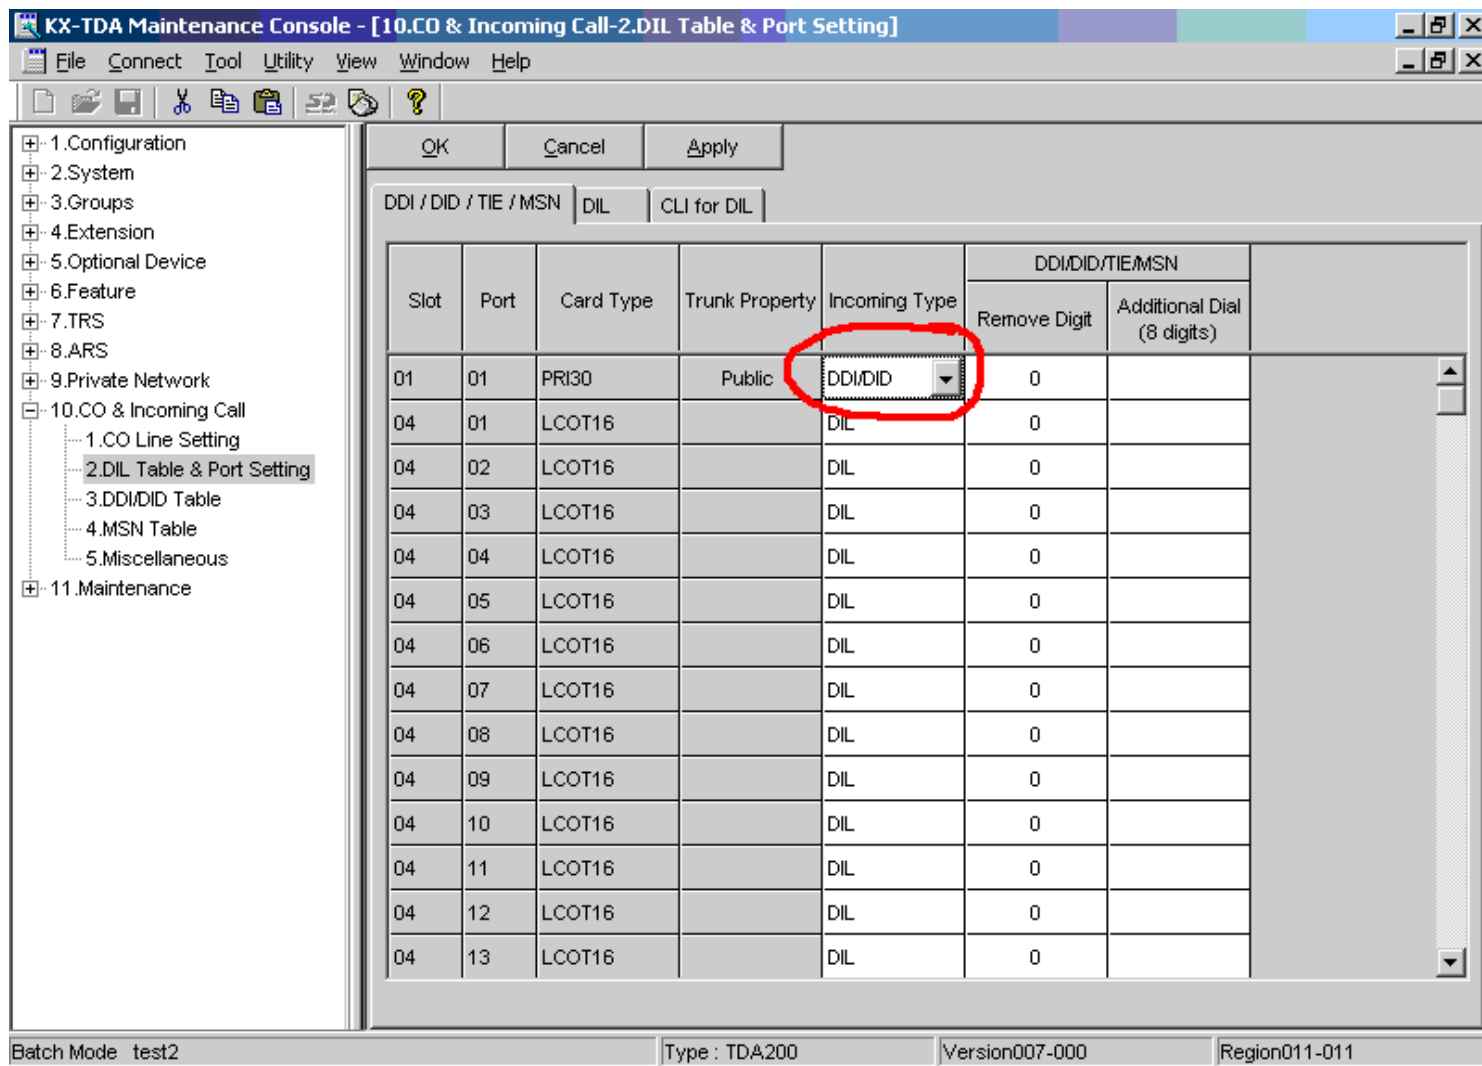 KX-TDA Maintenance Console - [10.CO & Incoming Call-2.DIL Table & Port Setting]
File Connect Tool Utility View Window Help
1.Configuration
2.System
3.Groups
4.Extension
5.Optional Device
6.Feature
7.TRS
8.ARS
9.Private Network
10.CO & Incoming Call
1.CO Line Setting
2.DIL Table & Port Setting
3.DDI/DID Table
4.MSN Table
5.Miscellaneous
11.Maintenance
OK Cancel Apply
DDI / DID / TIE / MSN DIL CLI for DIL
DDI/DID/TIE/MSN
Slot Port Card Type Trunk Property Incoming Type Remove Digit Additional Dial
(8 digits)
01 01 PRI30 Public DDI/DID 0
04 01 LCOT16 DIL 0
04 02 LCOT16 DIL 0
04 03 LCOT16 DIL 0
04 04 LCOT16 DIL 0
04 05 LCOT16 DIL 0
04 06 LCOT16 DIL 0
04 07 LCOT16 DIL 0
04 08 LCOT16 DIL 0
04 09 LCOT16 DIL 0
04 10 LCOT16 DIL 0
04 11 LCOT16 DIL 0
04 12 LCOT16 DIL 0
04 13 LCOT16 DIL 0
Batch Mode test2 Type : TDA200 Version007-000 Region011-011